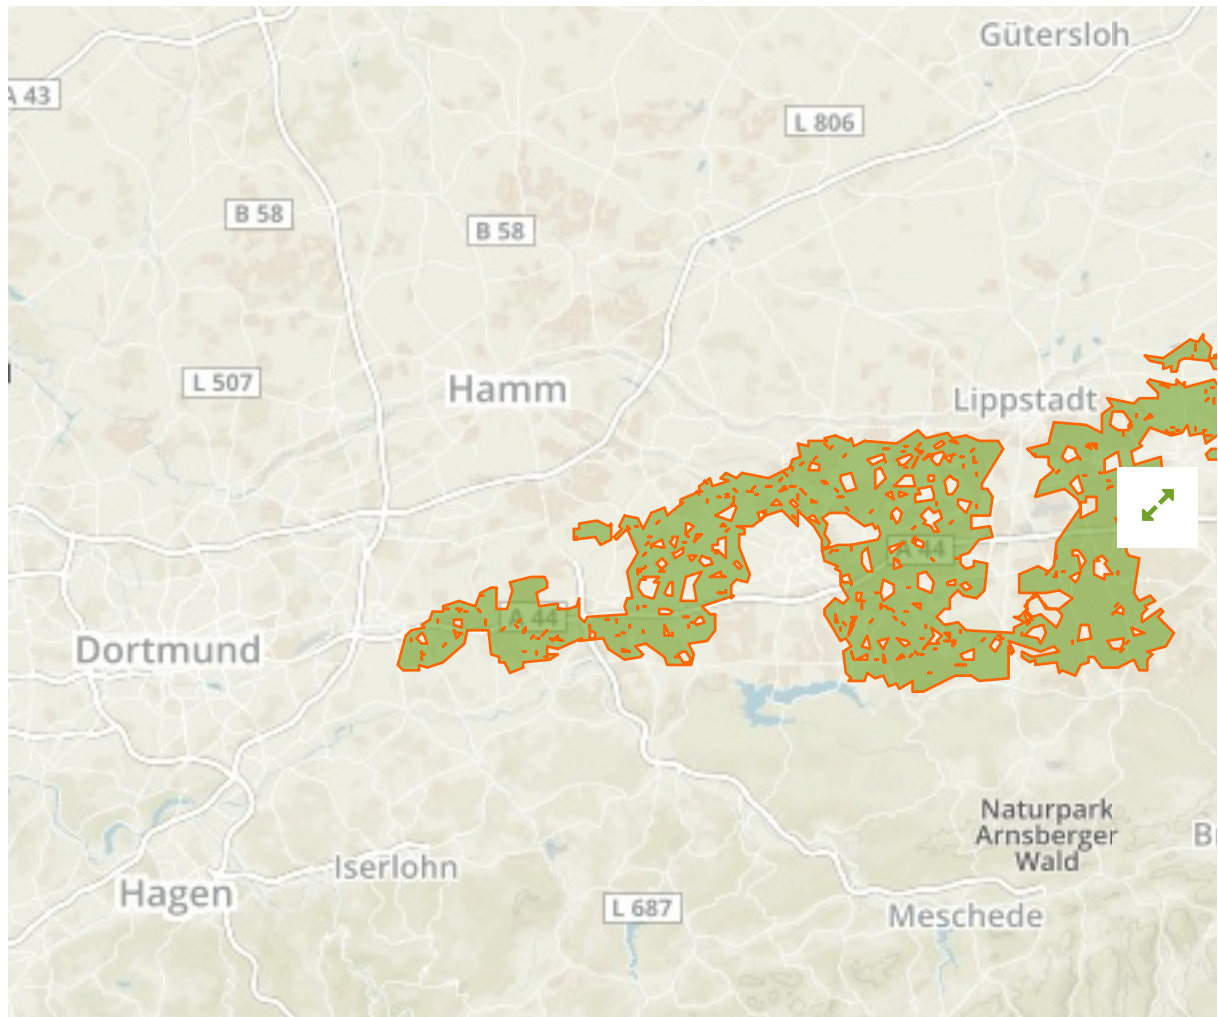 Gütersloh
A 43
L 806
B 58
B 58
L 507
Hamm
Lippstadt
A 44
A 44
Dortmund
Naturpark
Arnsberger
Wald
Iserlohn
Hagen
L 687
Meschede